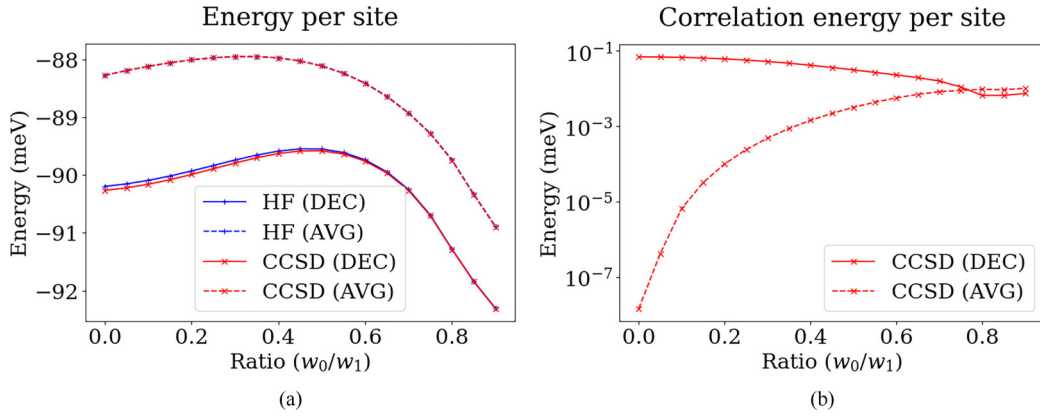 Energy per site
Energy (meV)
−88
−89
−90
−91
−92
HF (DEC)
HF (AVG)
CCSD (DEC)
CCSD (AVG)
0.0 0.2 0.4 0.6 0.8
Ratio (w₀/w₁)
(a)
Correlation energy per site
Energy (meV)
10⁻¹
10⁻³
10⁻⁵
10⁻⁷
CCSD (DEC)
CCSD (AVG)
0.0 0.2 0.4 0.6 0.8
Ratio (w₀/w₁)
(b)